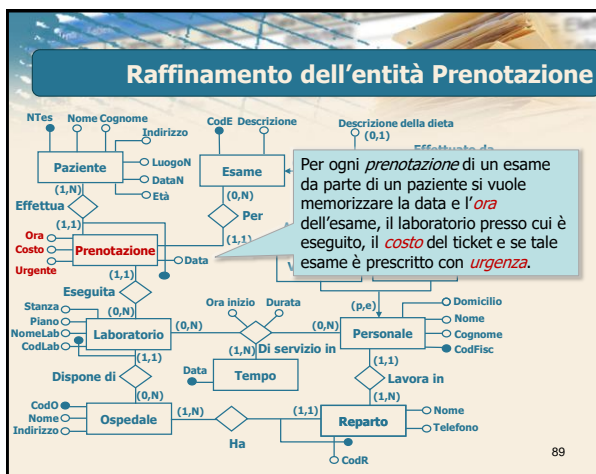 Raffinamento dell'entità Prenotazione
NTes
Nome Cognome
Indirizzo
CodE Descrizione
Descrizione della dieta
(0,1)
Effettuato da
Paziente
LuogoN
DataN
Età
Esame
(1,N)
(0,N)
Effettua
Per
(1,1)
(1,1)
Per ogni prenotazione di un esame
da parte di un paziente si vuole
memorizzare la data e l'ora
dell'esame, il laboratorio presso cui è
eseguito, il costo del ticket e se tale
esame è prescritto con urgenza.
Ora
Costo
Urgente
Prenotazione
Data
(1,1)
Eseguita
(0,N)
Stanza
Piano
NomeLab
CodLab
Laboratorio
(0,N)
Ora inizio
Durata
(0,N)
(1,N)
Di servizio in
(p,e)
Personale
Domicilio
Nome
Cognome
CodFisc
(1,1)
Dispone di
(0,N)
Data
Tempo
(1,1)
Lavora in
(1,N)
CodO
Nome
Indirizzo
Ospedale
(1,N)
Ha
(1,1)
Reparto
Nome
Telefono
CodR
89